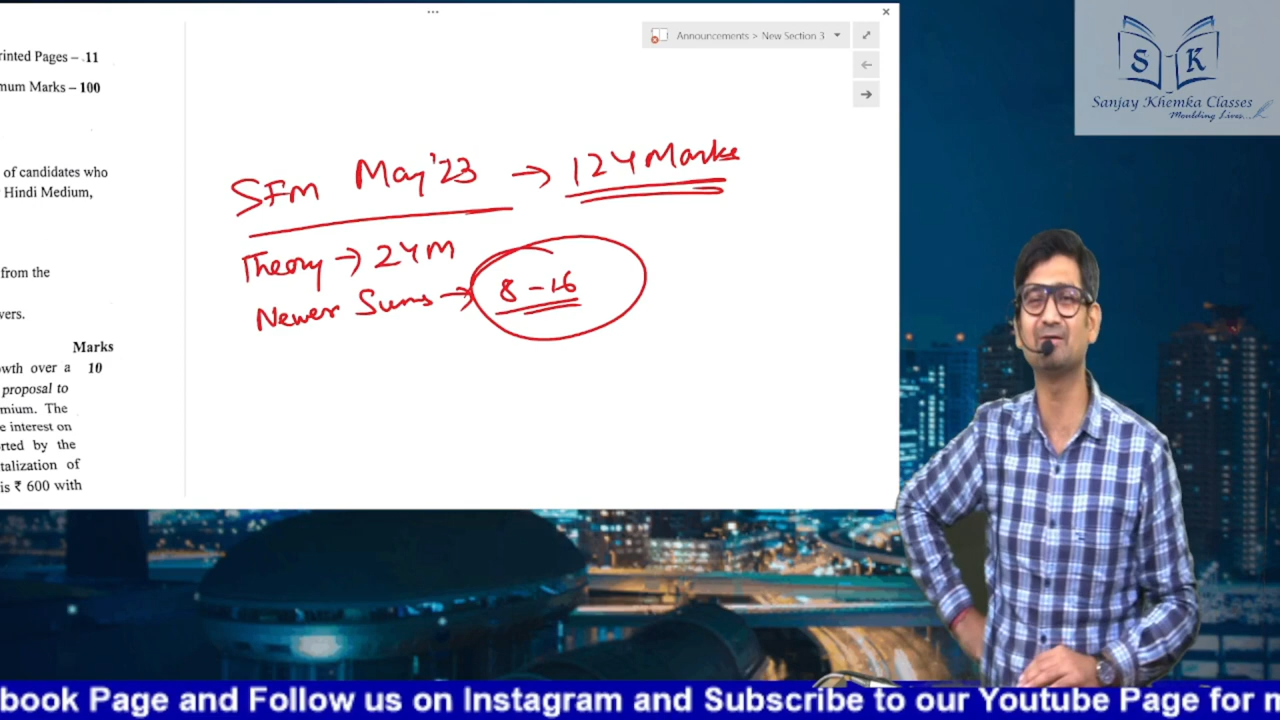 rinted Pages – 11
num Marks – 100
of candidates who
Hindi Medium,
from the
vers.
Marks
wth over a 10
proposal to
mium. The
e interest on
rted by the
talization of
is ₹ 600 with
Announcements > New Section 3
SFM May'23 → 124 Marks
Theory → 24M
Newer Sums → 8 - 16
S K
Sanjay Khemka Classes
Moulding Lives...
book Page and Follow us on Instagram and Subscribe to our Youtube Page for m